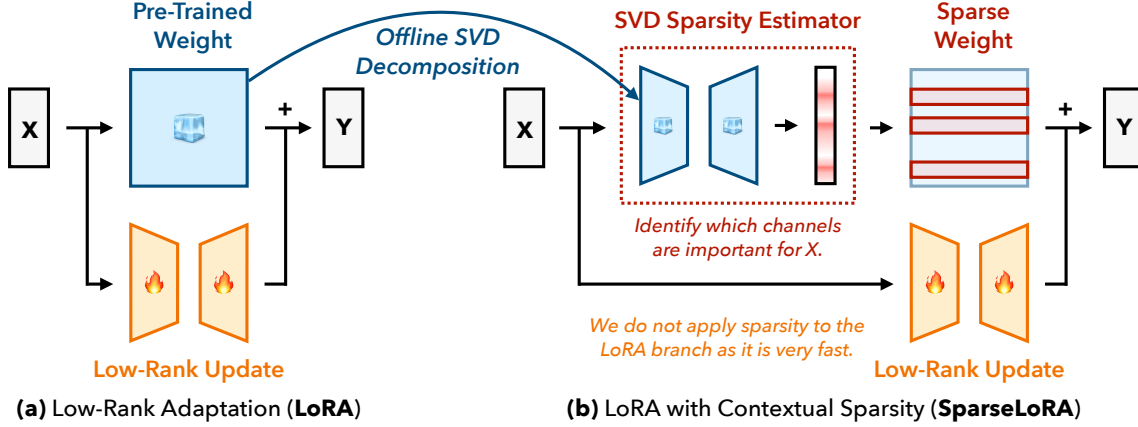 Pre-Trained
Weight
Offline SVD
Decomposition
X
+
Y
Low-Rank Update
(a) Low-Rank Adaptation (LoRA)
SVD Sparsity Estimator
Sparse
Weight
X
+
Y
Identify which channels
are important for X.
We do not apply sparsity to the
LoRA branch as it is very fast.
Low-Rank Update
(b) LoRA with Contextual Sparsity (SparseLoRA)